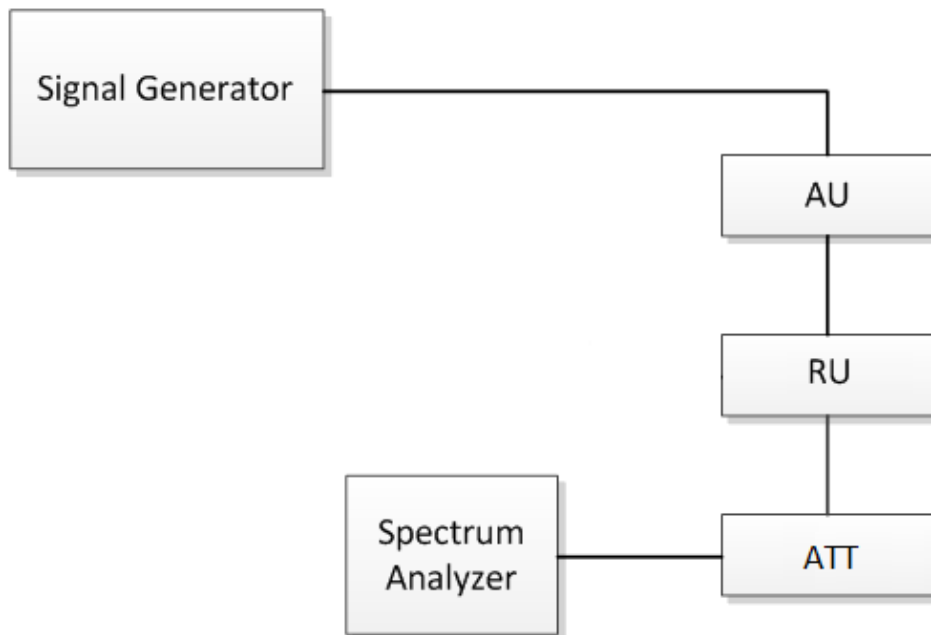 Signal Generator
AU
RU
Spectrum
Analyzer
ATT